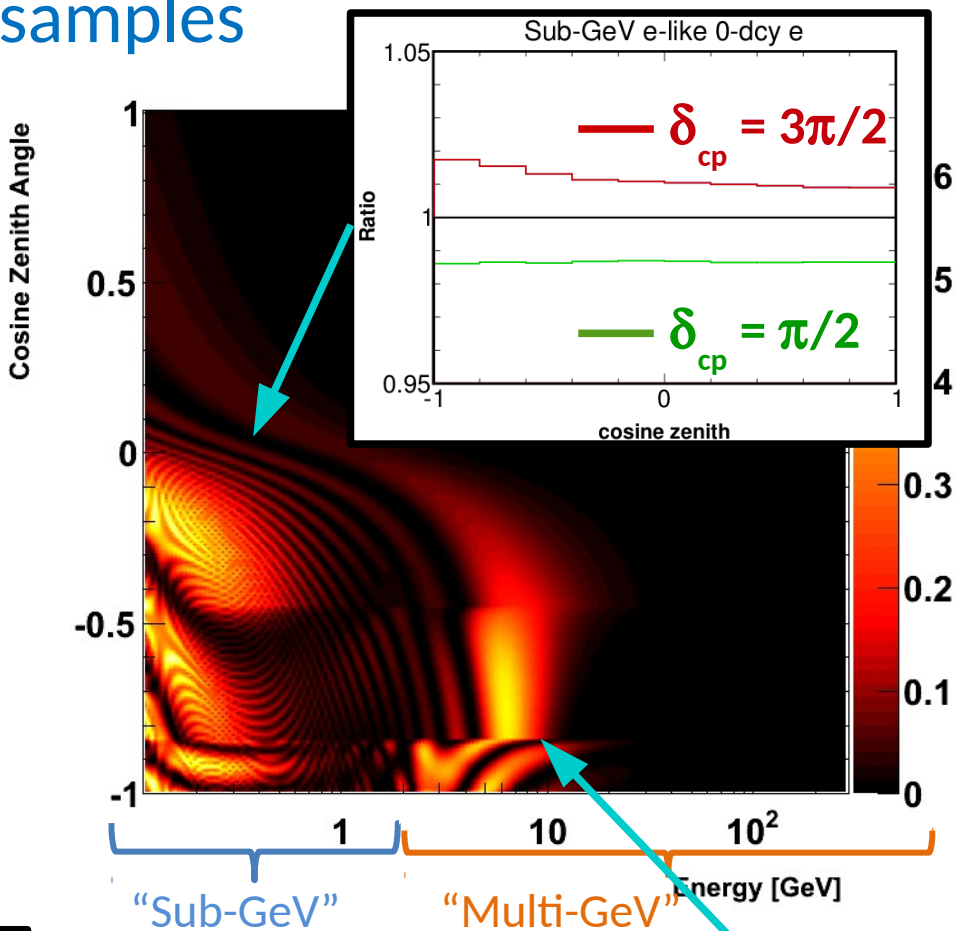 samples
Sub-GeV e-like 0-dcy e
1.05
1
0.95
Ratio
δcp = 3π/2
δcp = π/2
-1
0
1
cosine zenith
Cosine Zenith Angle
1
0.5
0
-0.5
-1
6
5
4
0.3
0.2
0.1
0
1
10
10²
Energy [GeV]
“Sub-GeV”
“Multi-GeV”